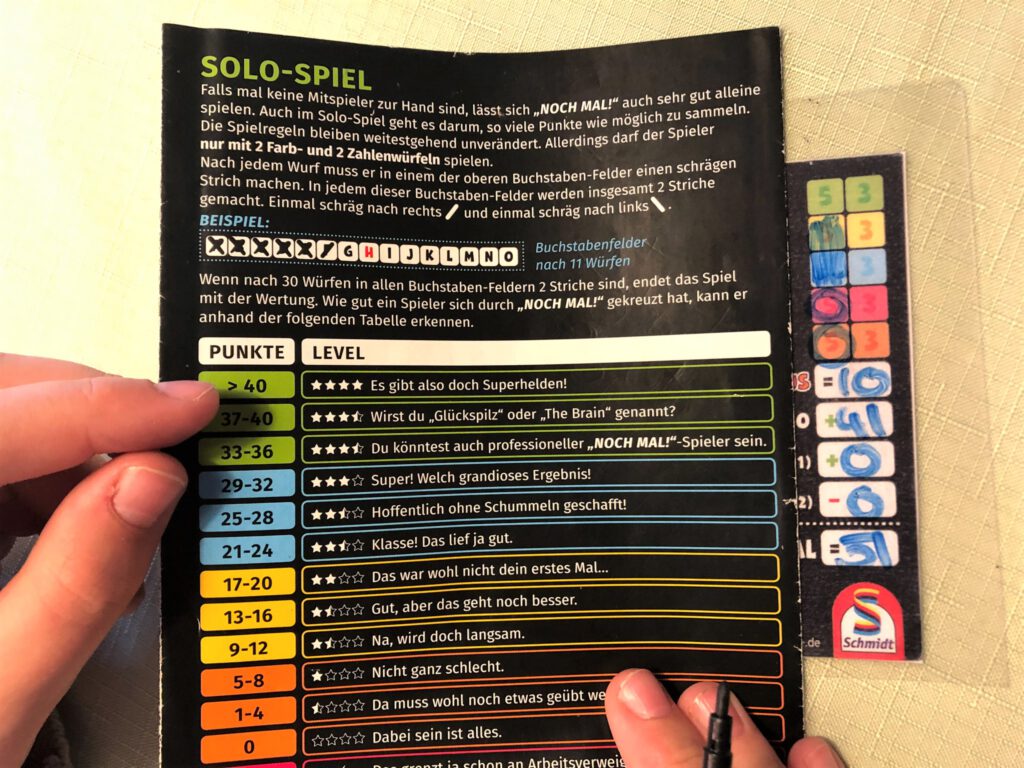 SOLO-SPIEL
Falls mal keine Mitspieler zur Hand sind, lässt sich „NOCH MAL!“ auch sehr gut alleine
spielen. Auch im Solo-Spiel geht es darum, so viele Punkte wie möglich zu sammeln.
Die Spielregeln bleiben weitestgehend unverändert. Allerdings darf der Spieler
nur mit 2 Farb- und 2 Zahlenwürfeln spielen.
Nach jedem Wurf muss er in einem der oberen Buchstaben-Felder einen schrägen
Strich machen. In jedem dieser Buchstaben-Felder werden insgesamt 2 Striche
gemacht. Einmal schräg nach rechts / und einmal schräg nach links \.
BEISPIEL:
G H I J K L M N O
Buchstabenfelder
nach 11 Würfen
Wenn nach 30 Würfen in allen Buchstaben-Feldern 2 Striche sind, endet das Spiel
mit der Wertung. Wie gut ein Spieler sich durch „NOCH MAL!“ gekreuzt hat, kann er
anhand der folgenden Tabelle erkennen.
PUNKTE LEVEL
> 40 Es gibt also doch Superhelden!
37-40 Wirst du „Glückspilz“ oder „The Brain“ genannt?
33-36 Du könntest auch professioneller „NOCH MAL!“-Spieler sein.
29-32 Super! Welch grandioses Ergebnis!
25-28 Hoffentlich ohne Schummeln geschafft!
21-24 Klasse! Das lief ja gut.
17-20 Das war wohl nicht dein erstes Mal...
13-16 Gut, aber das geht noch besser.
9-12 Na, wird doch langsam.
5-8 Nicht ganz schlecht.
1-4 Da muss wohl noch etwas geübt we
0 Dabei sein ist alles.
Das grenzt ja schon an Arbeitsverweig
5 3
3
3
3
5 3
=10
+41
+0
-0
=51
.de
Schmidt